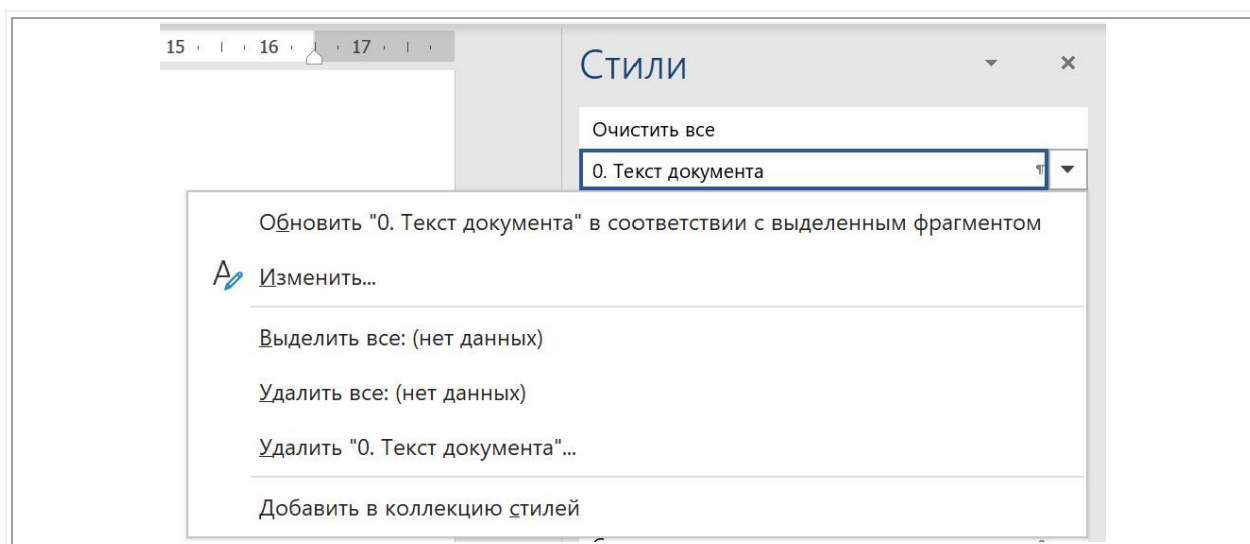 15 16 17
Стили
Очистить все
0. Текст документа ¶
Обновить "0. Текст документа" в соответствии с выделенным фрагментом
Изменить...
Выделить все: (нет данных)
Удалить все: (нет данных)
Удалить "0. Текст документа"...
Добавить в коллекцию стилей